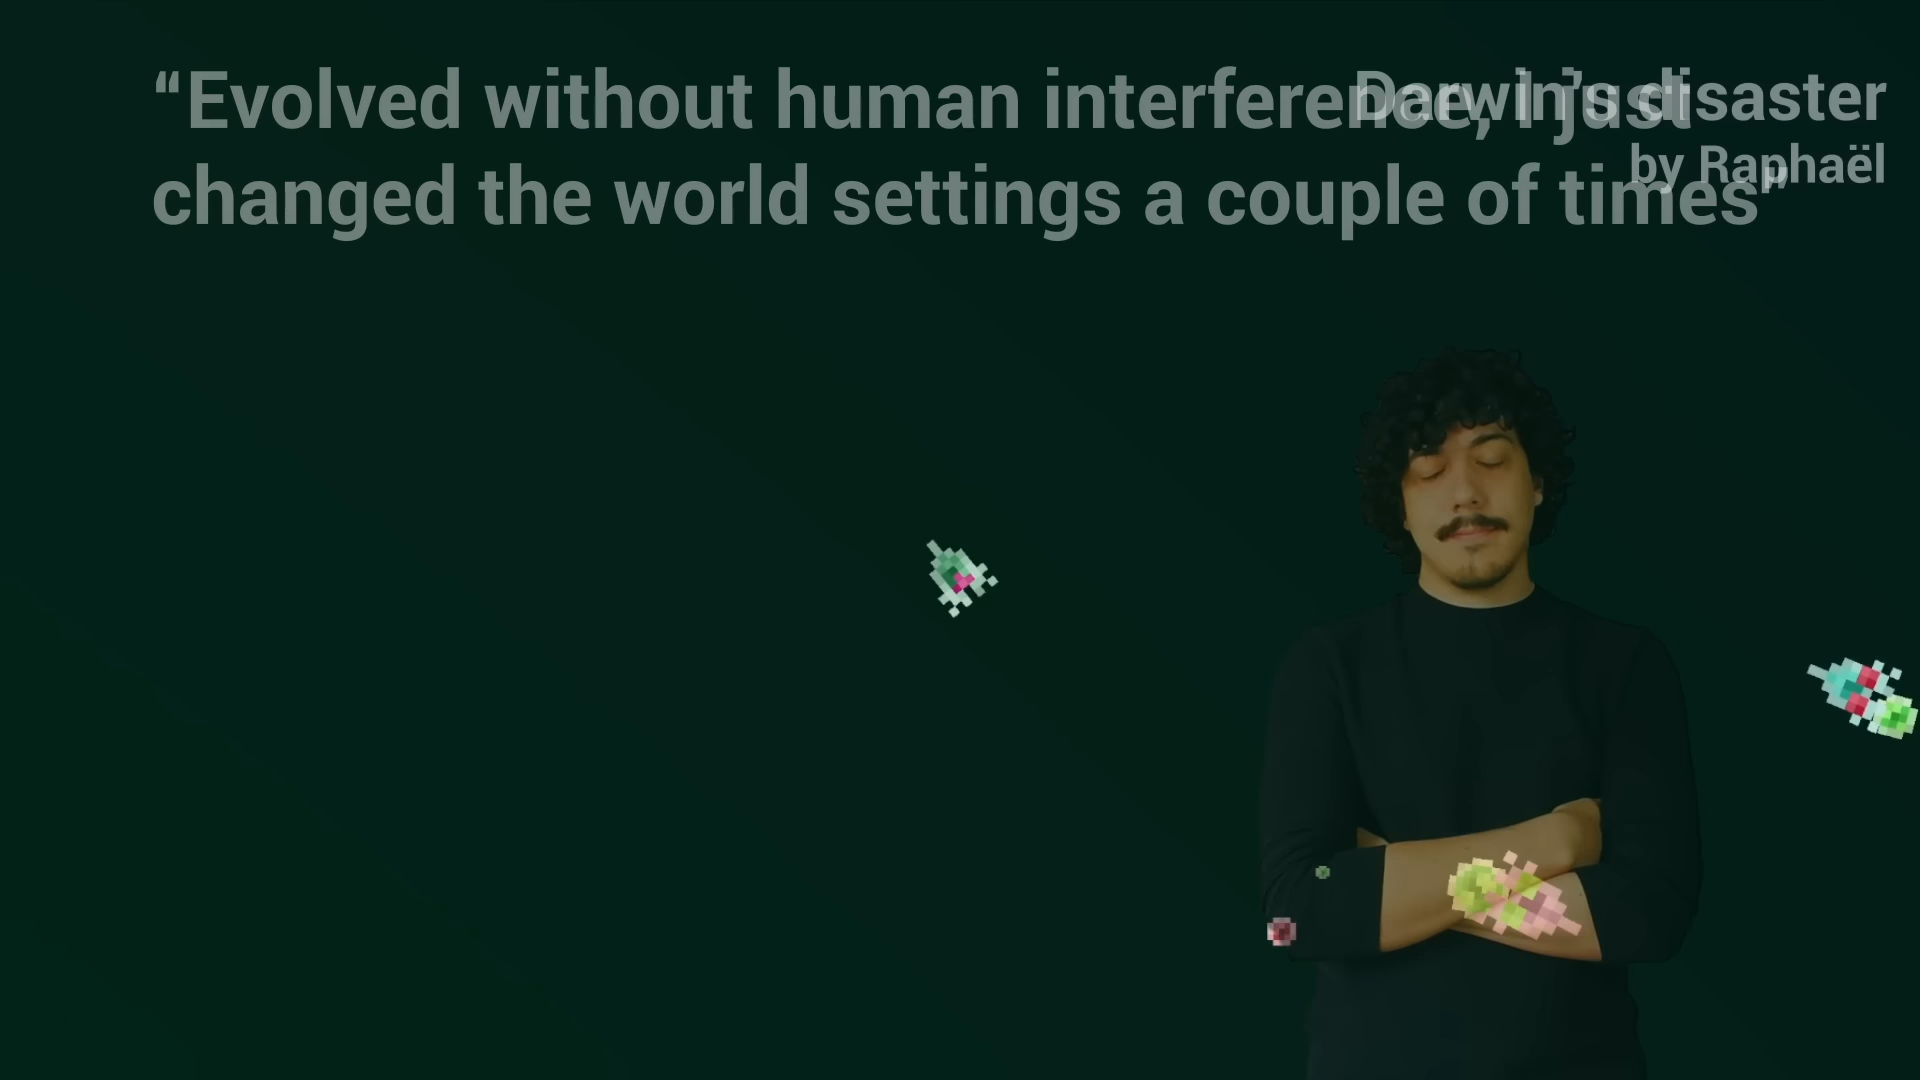 “Evolved without human interference, I just
changed the world settings a couple of times”
Darwin's disaster
by Raphaël